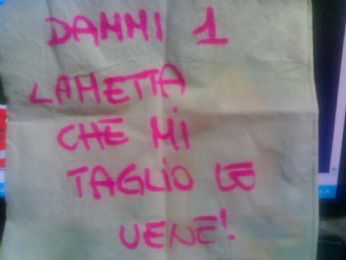 DAMMI 1
LAMETTA
CHE MI
TAGLIO LE
VENE!